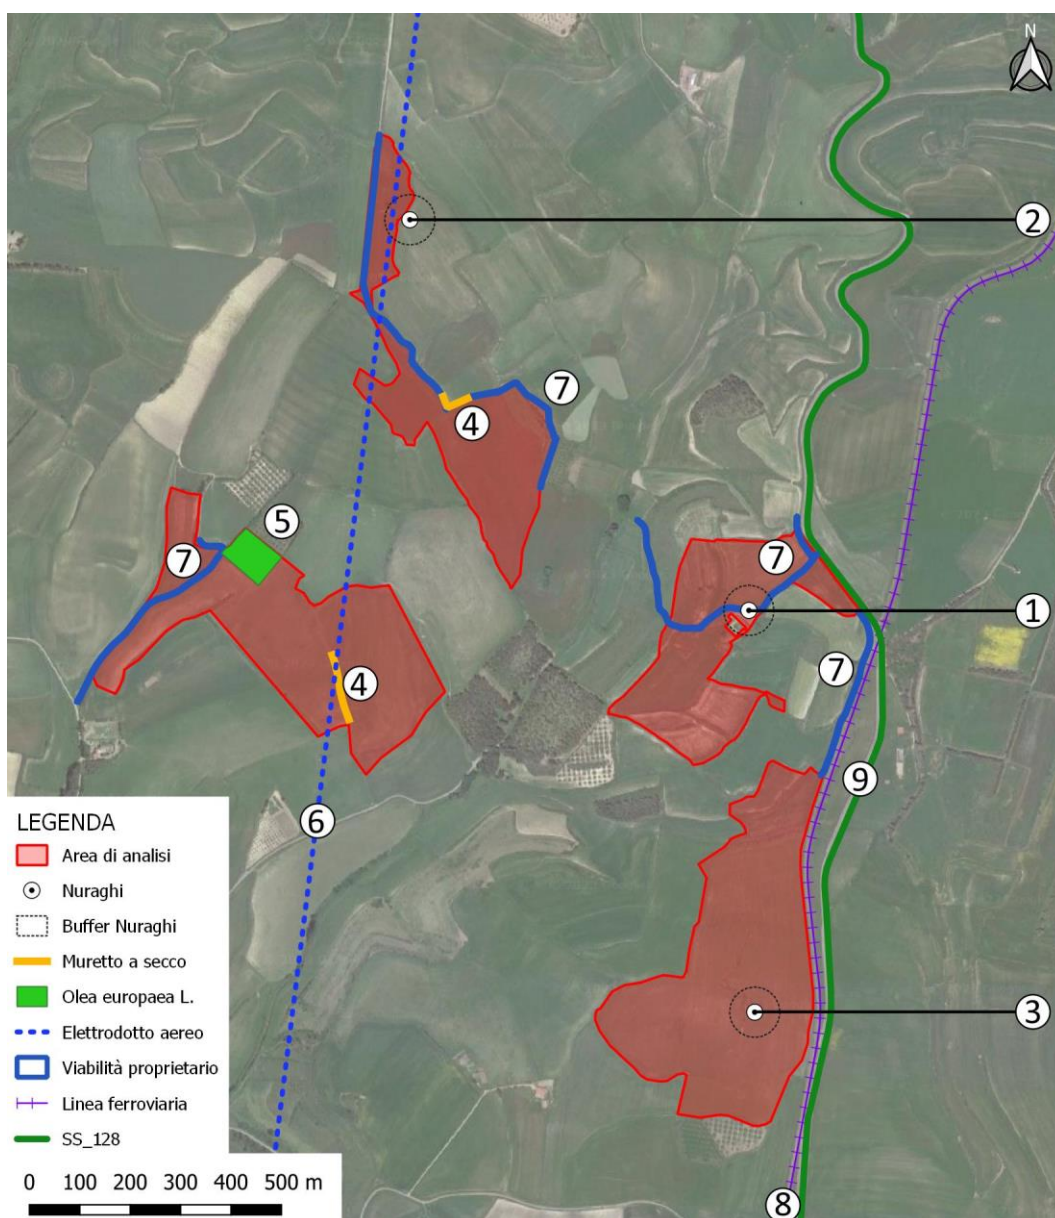 N
2
7
4
5
7
7
1
4
7
9
6
3
8
LEGENDA
Area di analisi
Nuraghi
Buffer Nuraghi
Muretto a secco
Olea europaea L.
Elettrodotto aereo
Viabilità proprietario
Linea ferroviaria
SS_128
0 100 200 300 400 500 m